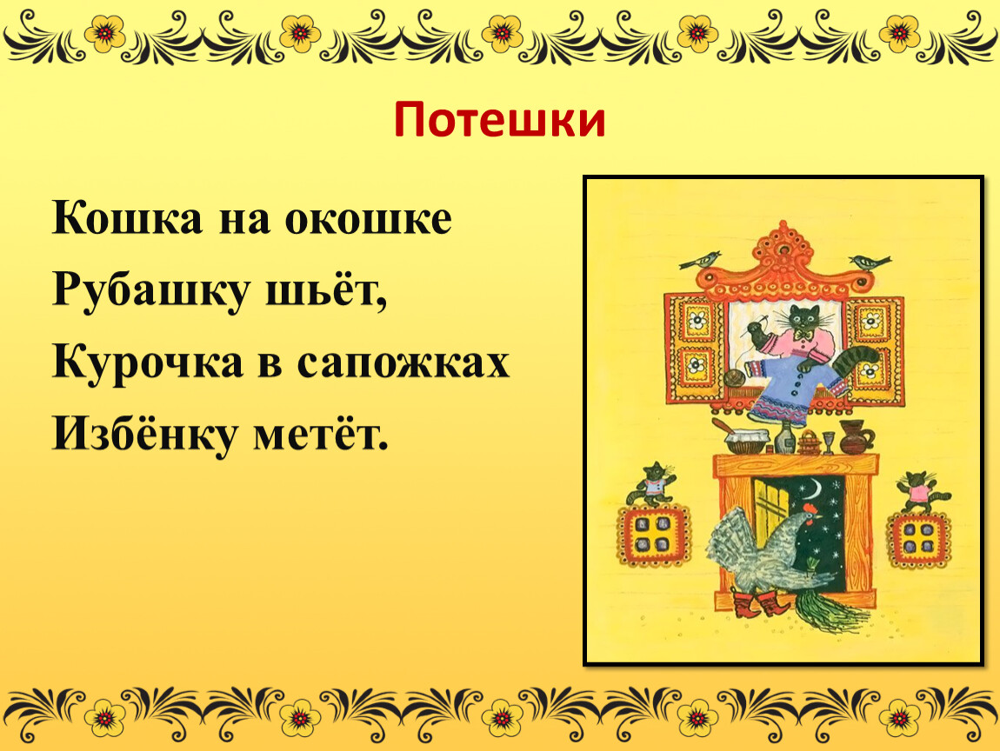 Потешки
Кошка на окошке
Рубашку шьёт,
Курочка в сапожках
Избёнку метёт.